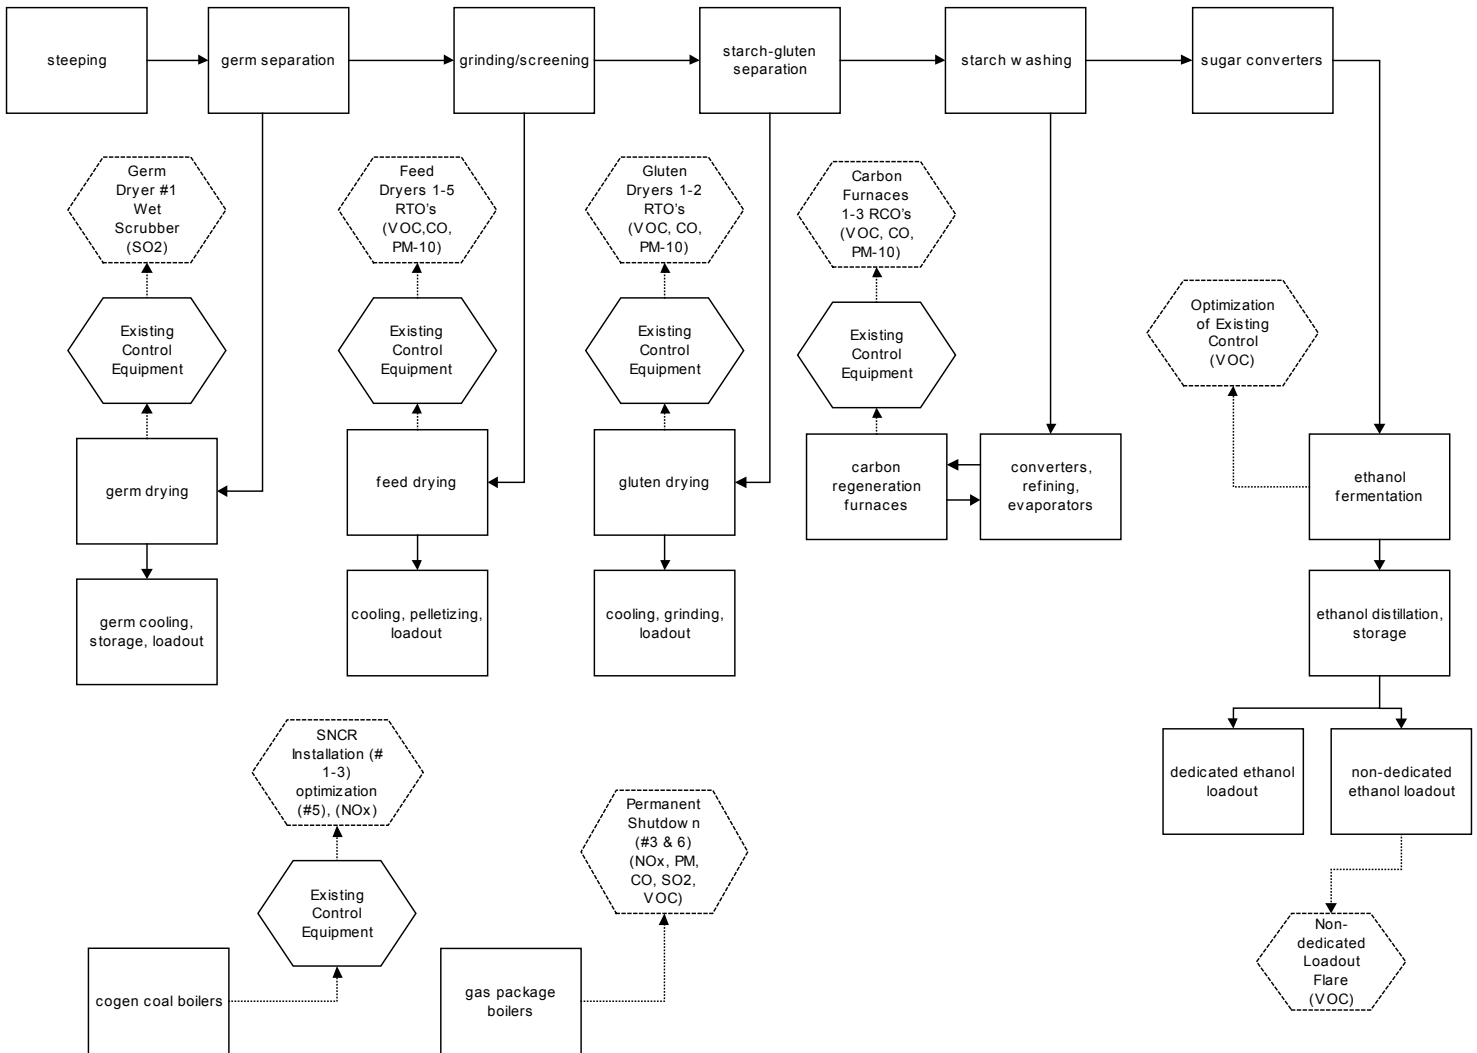 steeping
germ separation
grinding/screening
starch-gluten
separation
starch washing
sugar converters
Germ
Dryer #1
Wet
Scrubber
(SO2)
Feed
Dryers 1-5
RTO's
(VOC,CO,
PM-10)
Gluten
Dryers 1-2
RTO's
(VOC, CO,
PM-10)
Carbon
Furnaces
1-3 RCO's
(VOC, CO,
PM-10)
Optimization
of Existing
Control
(VOC)
Existing
Control
Equipment
Existing
Control
Equipment
Existing
Control
Equipment
Existing
Control
Equipment
germ drying
feed drying
gluten drying
carbon
regeneration
furnaces
converters,
refining,
evaporators
ethanol
fermentation
germ cooling,
storage, loadout
cooling, pelletizing,
loadout
cooling, grinding,
loadout
ethanol distillation,
storage
SNCR
Installation (#
1-3)
optimization
(#5), (NOx)
Permanent
Shutdown
(#3 & 6)
(NOx, PM,
CO, SO2,
VOC)
dedicated ethanol
loadout
non-dedicated
ethanol loadout
Existing
Control
Equipment
Non-
dedicated
Loadout
Flare
(VOC)
cogen coal boilers
gas package
boilers